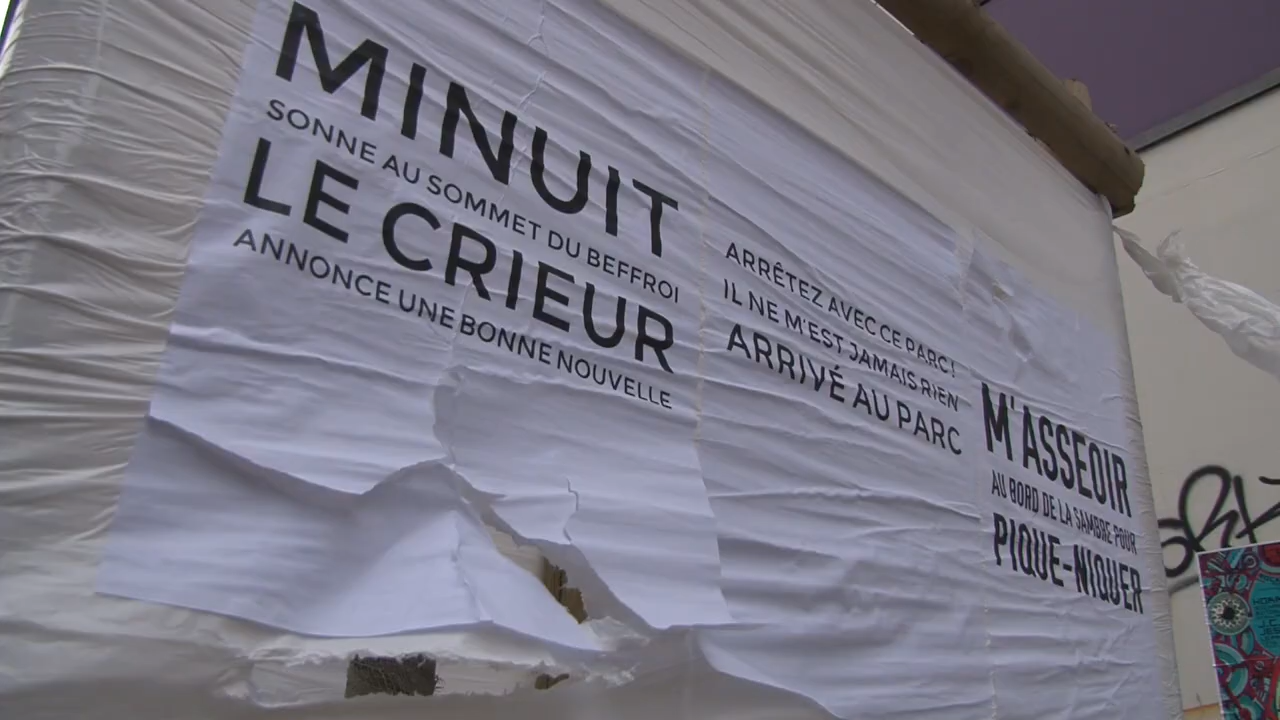 MINUIT
SONNE AU SOMMET DU BEFFROI
LE CRIEUR
ANNONCE UNE BONNE NOUVELLE
ARRÊTEZ AVEC CE PARC !
IL NE M'EST JAMAIS RIEN
ARRIVÉ AU PARC
M'ASSEOIR
AU BORD DE LA SAMBRE POUR
PIQUE-NIQUER